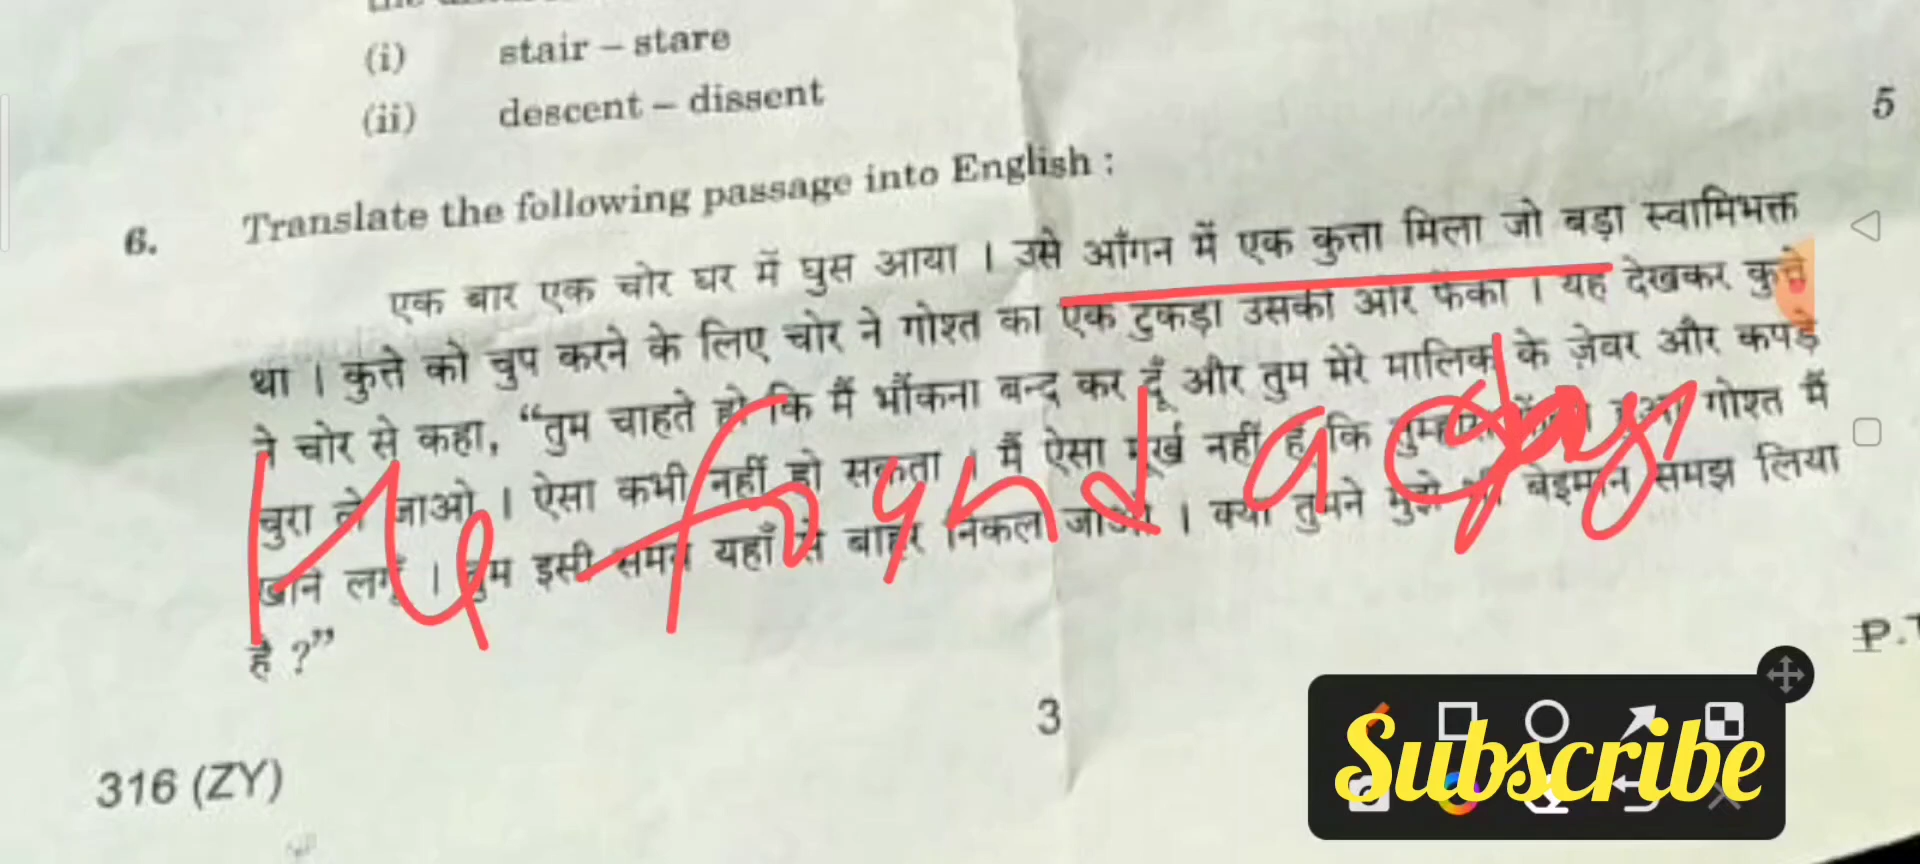 (i) stair – stare
(ii) descent – dissent
5
6. Translate the following passage into English :
एक बार एक चोर घर में घुस आया । उसे आँगन में एक कुत्ता मिला जो बड़ा स्वामिभक्त
था । कुत्ते को चुप करने के लिए चोर ने गोश्त का एक टुकड़ा उसकी ओर फेंका । यह देखकर कुत्ते
ने चोर से कहा, “तुम चाहते हो कि मैं भौंकना बन्द कर दूँ और तुम मेरे मालिक के ज़ेवर और कपड़े
चुरा ले जाओ । ऐसा कभी नहीं हो सकता । मैं ऐसा मूर्ख नहीं हूँ कि गोश्त मैं
खाने लगूँ । तुम इसी समय यहाँ से बाहर निकल जाओ । क्या तुमने मुझे बेइमान समझ लिया
है ?”
He found a dog
3
P.T
316 (ZY)
Subscribe